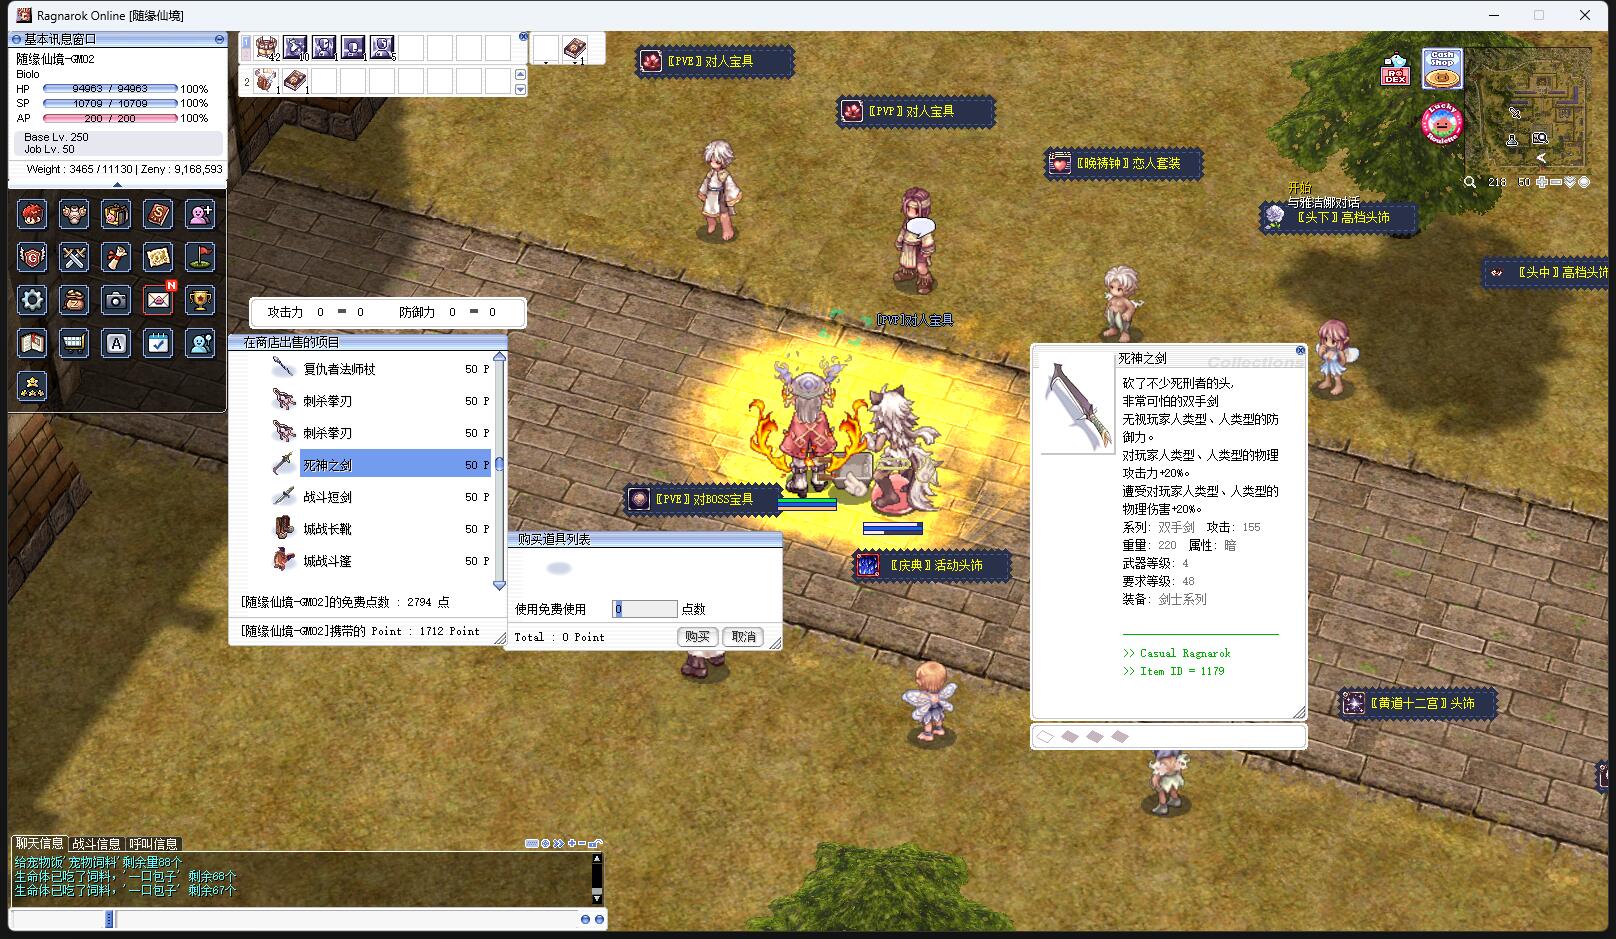 Ragnarok Online [随缘仙境]
基本讯息窗口
随缘仙境-GM02
Biolo
HP 94963 / 94963 100%
SP 10709 / 10709 100%
AP 200 / 200 100%
Base Lv. 250
Job Lv. 50
Weight : 3465 / 11130 | Zeny : 9,168,593
1
42
10
1
1
5
1
2
1
1
〖PVE〗对人宝具
〖PVP〗对人宝具
〖晚祷钟〗恋人套装
RO DEX
Cash Shop
Lucky Roulette
218 50
开始
与雅洁娜对话
〖头下〗高档头饰
〖头中〗高档头饰
N
A
攻击力 0 = 0 防御力 0 = 0
[PVP]对人宝具
在商店出售的项目
复仇者法师杖 50 P
刺杀拳刃 50 P
刺杀拳刃 50 P
死神之剑 50 P
战斗短剑 50 P
城战长靴 50 P
城战斗篷 50 P
[随缘仙境-GM02]的免费点数 : 2794 点
[随缘仙境-GM02]携带的 Point : 1712 Point
〖PVE〗对BOSS宝具
购买道具列表
使用免费使用 0 点数
Total : 0 Point 购买 取消
〖庆典〗活动头饰
死神之剑
Collections
砍了不少死刑者的头,
非常可怕的双手剑
无视玩家人类型、人类型的防
御力。
对玩家人类型、人类型的物理
攻击力+20%。
遭受对玩家人类型、人类型的
物理伤害+20%。
系列: 双手剑 攻击: 155
重量: 220 属性: 暗
武器等级: 4
要求等级: 48
装备: 剑士系列
>> Casual Ragnarok
>> Item ID = 1179
〖黄道十二宫〗头饰
聊天信息 战斗信息 呼叫信息
给宠物饭'宠物饲料'剩余量88个
生命体已吃了饲料,'一口包子' 剩余68个
生命体已吃了饲料,'一口包子' 剩余67个